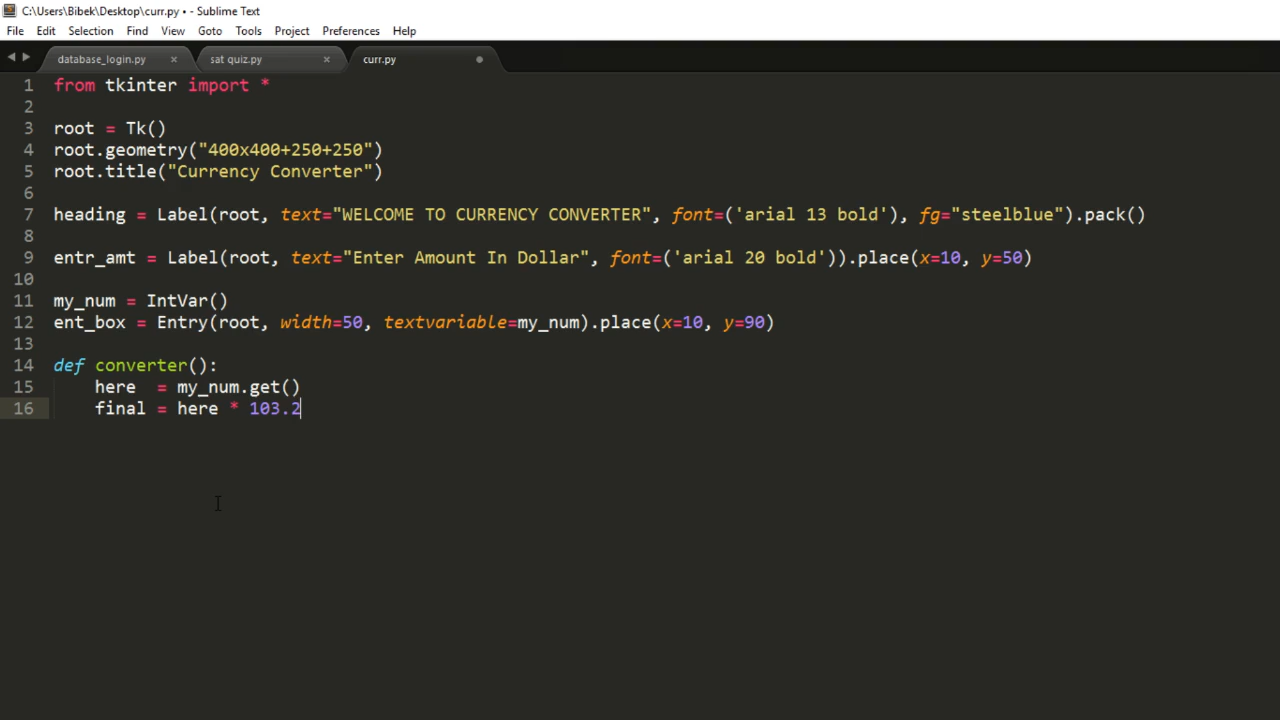 C:\Users\Bibek\Desktop\curr.py • - Sublime Text
File Edit Selection Find View Goto Tools Project Preferences Help
database_login.py × sat quiz.py × curr.py
1 from tkinter import *
2
3 root = Tk()
4 root.geometry("400x400+250+250")
5 root.title("Currency Converter")
6
7 heading = Label(root, text="WELCOME TO CURRENCY CONVERTER", font=('arial 13 bold'), fg="steelblue").pack()
8
9 entr_amt = Label(root, text="Enter Amount In Dollar", font=('arial 20 bold')).place(x=10, y=50)
10
11 my_num = IntVar()
12 ent_box = Entry(root, width=50, textvariable=my_num).place(x=10, y=90)
13
14 def converter():
15     here  = my_num.get()
16     final = here * 103.2